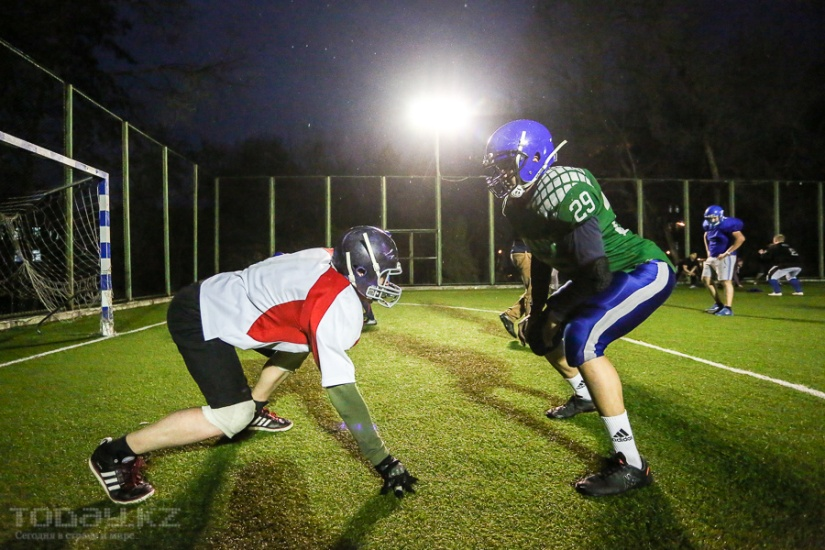 29
adidas
TODAY.KZ
Сегодня в стране и мире